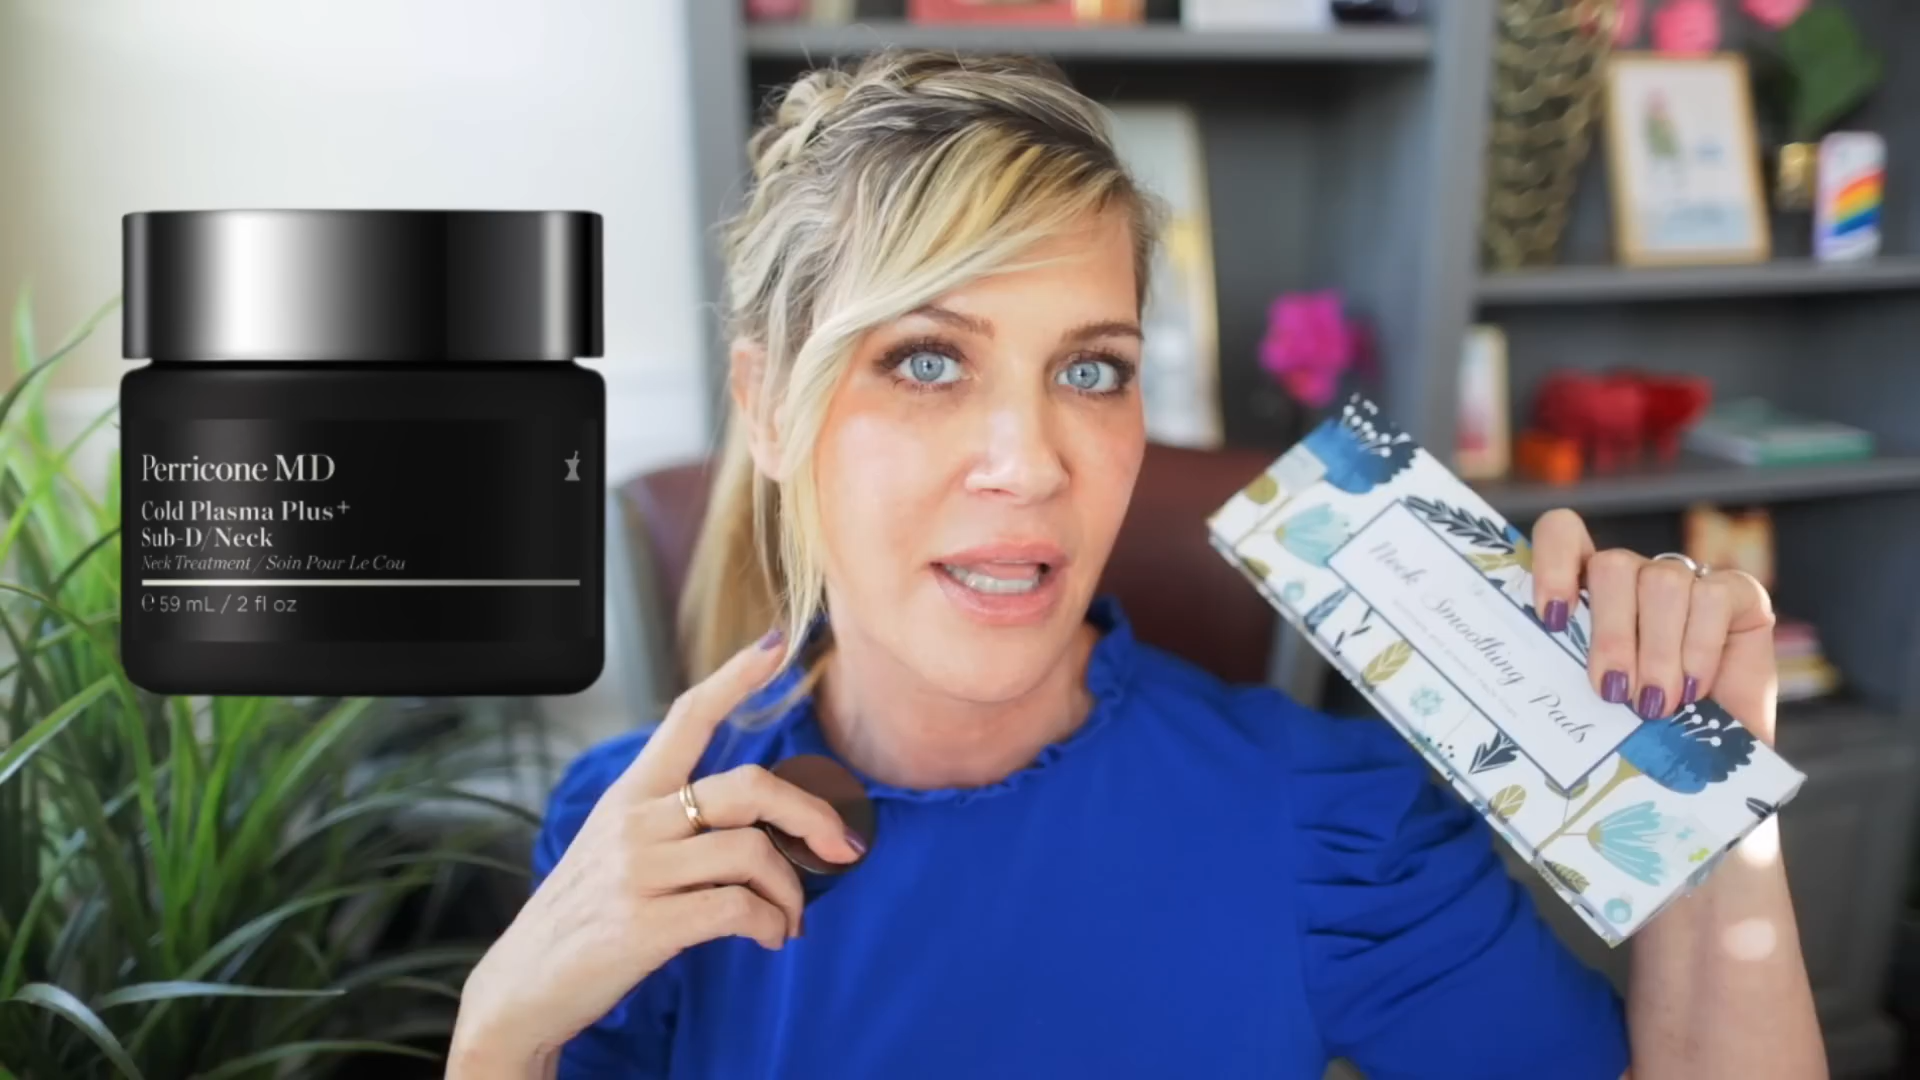 Perricone MD
Cold Plasma Plus+
Sub-D/Neck
Neck Treatment / Soin Pour Le Cou
℮ 59 mL / 2 fl oz
Neck Smoothing Pads